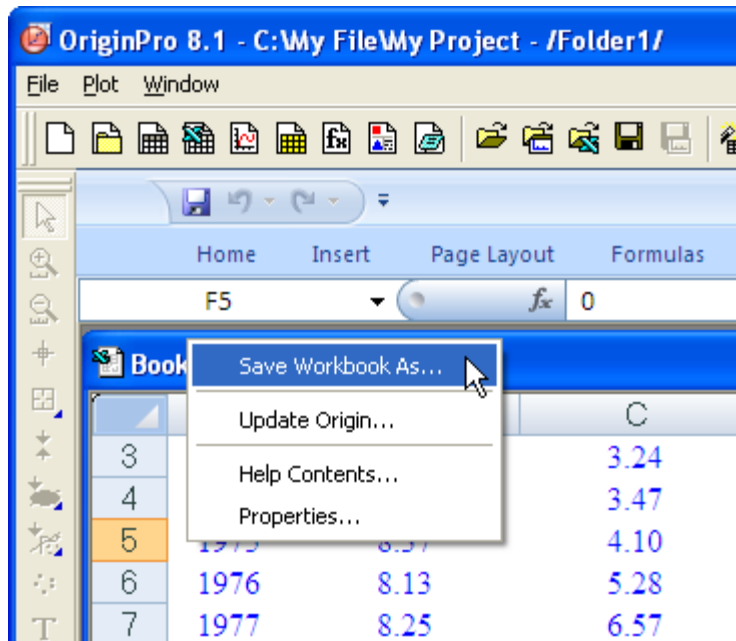 OriginPro 8.1 - C:\My File\My Project - /Folder1/
File Plot Window
Home Insert Page Layout Formulas
F5 fx 0
Book
Save Workbook As...
Update Origin...
Help Contents...
Properties...
C
3 3.24
4 3.47
5 4.10
6 1976 8.13 5.28
7 1977 8.25 6.57
T